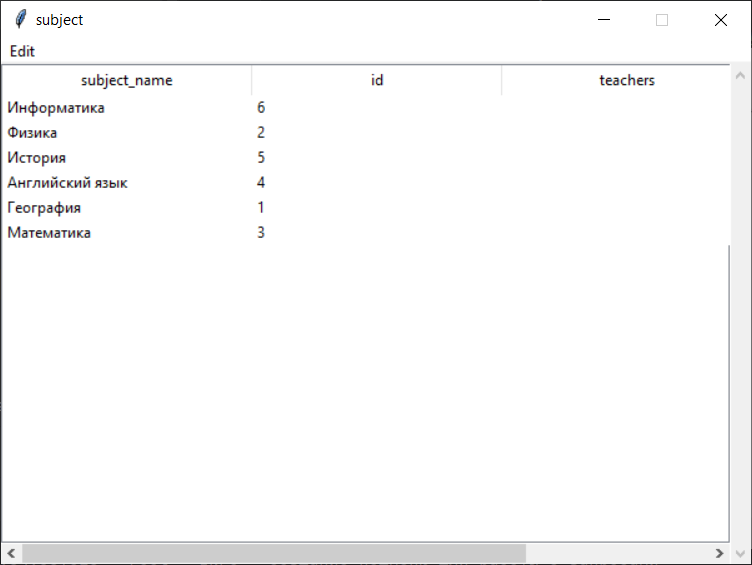 subject
Edit
subject_name id teachers
Информатика 6
Физика 2
История 5
Английский язык 4
География 1
Математика 3